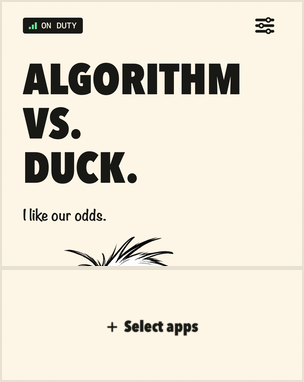 ON DUTY
ALGORITHM
VS.
DUCK.
I like our odds.
+ Select apps